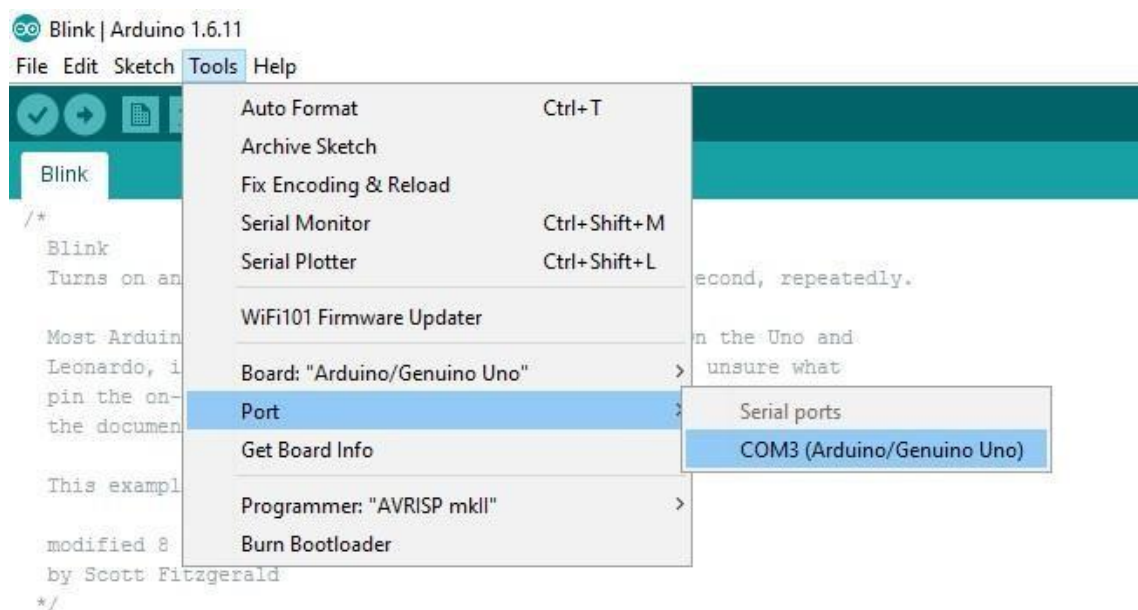 Blink | Arduino 1.6.11
File Edit Sketch Tools Help
Auto Format Ctrl+T
Archive Sketch
Fix Encoding & Reload
Serial Monitor Ctrl+Shift+M
Serial Plotter Ctrl+Shift+L
WiFi101 Firmware Updater
Board: "Arduino/Genuino Uno"
Port
Get Board Info
Programmer: "AVRISP mkII"
Burn Bootloader
Serial ports
COM3 (Arduino/Genuino Uno)
Blink
/*
Blink
Turns on an econd, repeatedly.
Most Arduin n the Uno and
Leonardo, i unsure what
pin the on-
the documen
This exampl
modified 8
by Scott Fitzgerald
*/